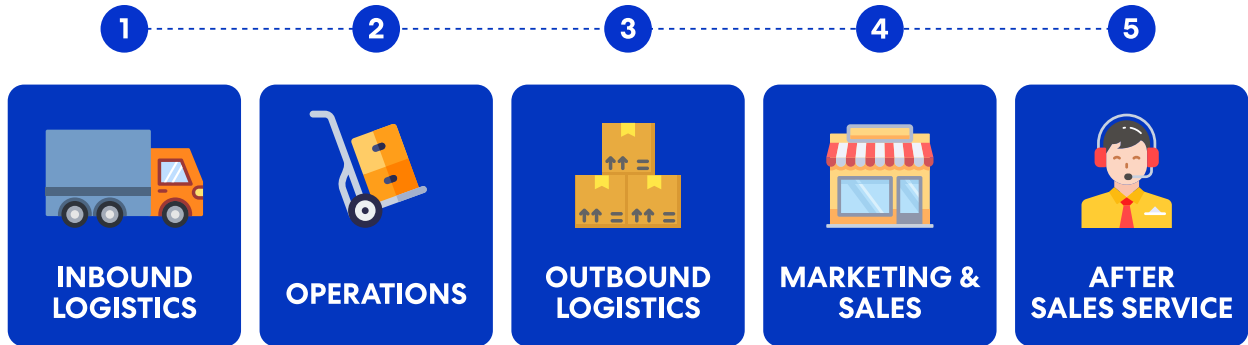 1
2
3
4
5
INBOUND
LOGISTICS
OPERATIONS
OUTBOUND
LOGISTICS
MARKETING &
SALES
AFTER
SALES SERVICE